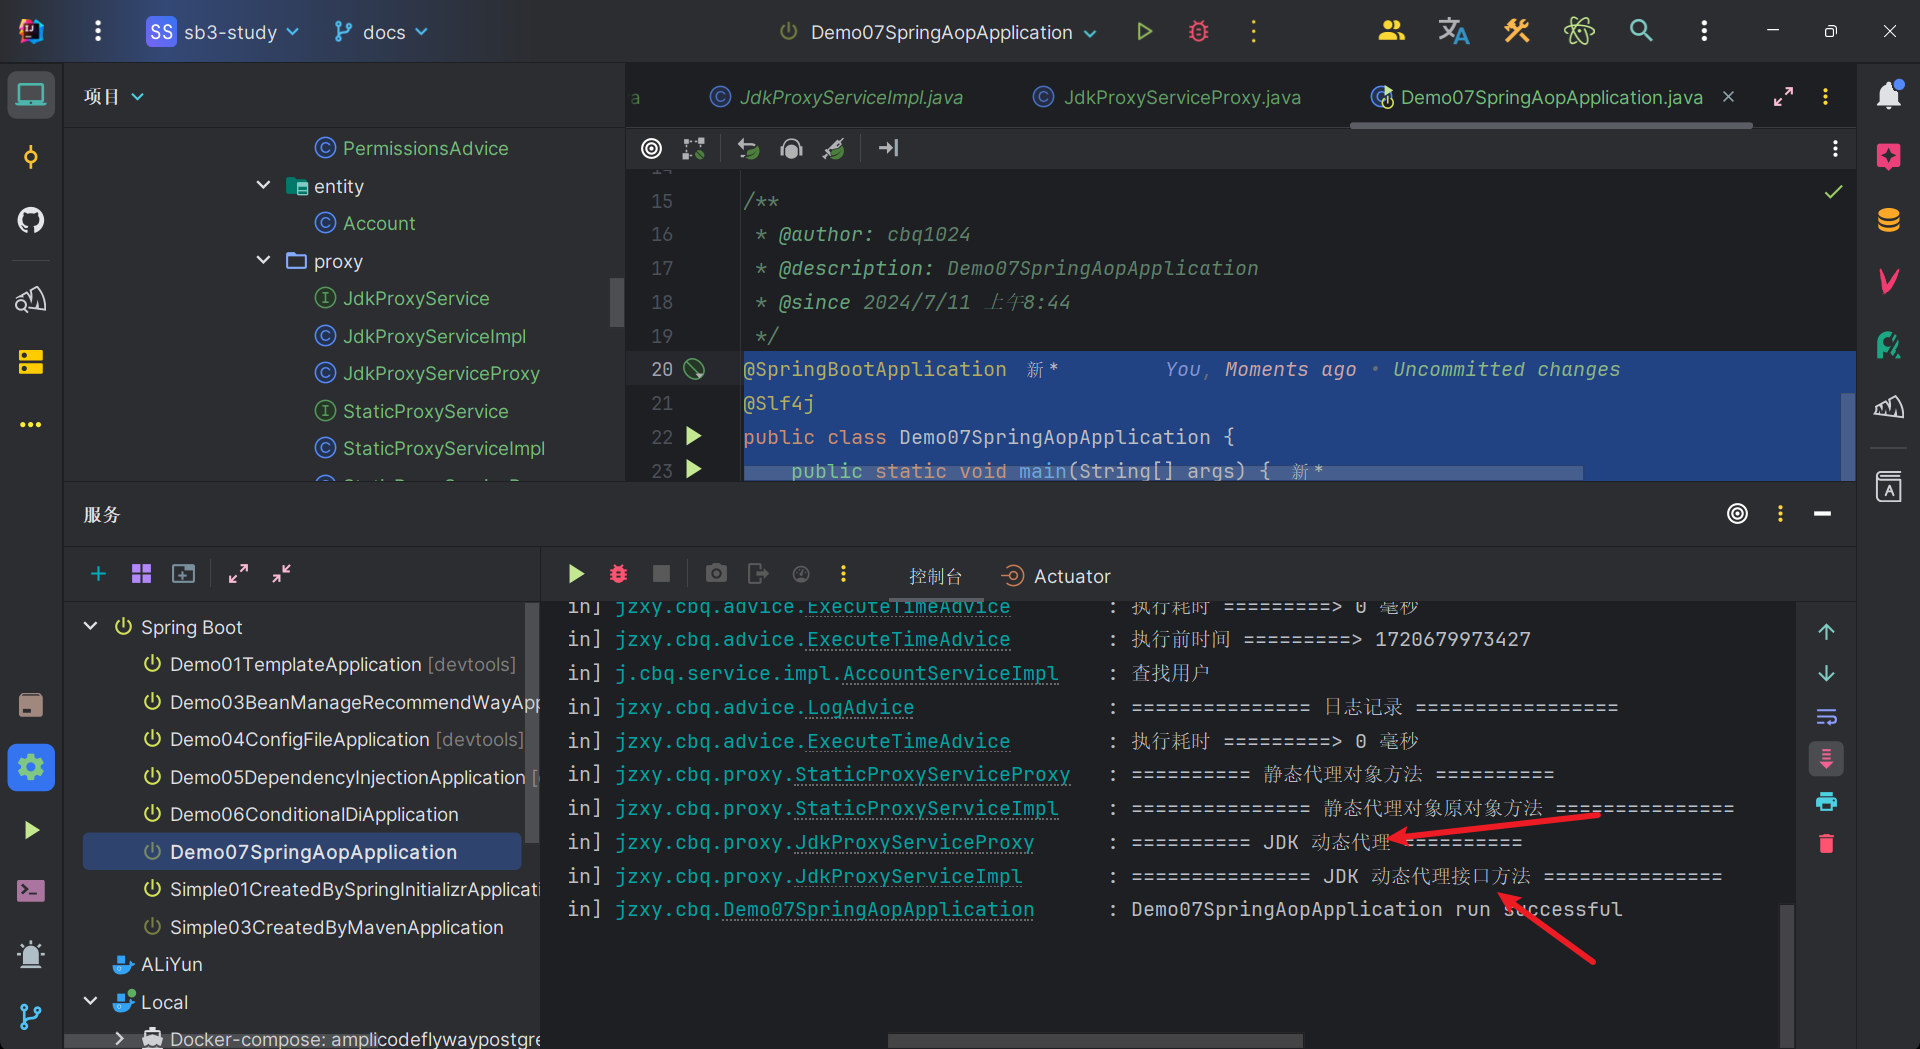 SS sb3-study
docs
Demo07SpringAopApplication
项目
a
JdkProxyServiceImpl.java
JdkProxyServiceProxy.java
Demo07SpringAopApplication.java
PermissionsAdvice
entity
Account
proxy
JdkProxyService
JdkProxyServiceImpl
JdkProxyServiceProxy
StaticProxyService
StaticProxyServiceImpl
14
15 /**
16 * @author: cbq1024
17 * @description: Demo07SpringAopApplication
18 * @since 2024/7/11 上午8:44
19 */
20 @SpringBootApplication 新 * You, Moments ago • Uncommitted changes
21 @Slf4j
22 public class Demo07SpringAopApplication {
23 public static void main(String[] args) { 新 *
服务
控制台
Actuator
Spring Boot
Demo01TemplateApplication [devtools]
Demo03BeanManageRecommendWayApp
Demo04ConfigFileApplication [devtools]
Demo05DependencyInjectionApplication [
Demo06ConditionalDiApplication
Demo07SpringAopApplication
Simple01CreatedBySpringInitializrApplicati
Simple03CreatedByMavenApplication
ALiYun
Local
Docker-compose: amplicodeflywaypostgre
in] jzxy.cbq.advice.ExecuteTimeAdvice : 执行耗时 =========> 0 毫秒
in] jzxy.cbq.advice.ExecuteTimeAdvice : 执行前时间 =========> 1720679973427
in] j.cbq.service.impl.AccountServiceImpl : 查找用户
in] jzxy.cbq.advice.LogAdvice : =============== 日志记录 =================
in] jzxy.cbq.advice.ExecuteTimeAdvice : 执行耗时 =========> 0 毫秒
in] jzxy.cbq.proxy.StaticProxyServiceProxy : ========== 静态代理对象方法 ==========
in] jzxy.cbq.proxy.StaticProxyServiceImpl : =============== 静态代理对象原对象方法 ===============
in] jzxy.cbq.proxy.JdkProxyServiceProxy : ========== JDK 动态代理 ==========
in] jzxy.cbq.proxy.JdkProxyServiceImpl : =============== JDK 动态代理接口方法 ===============
in] jzxy.cbq.Demo07SpringAopApplication : Demo07SpringAopApplication run successful